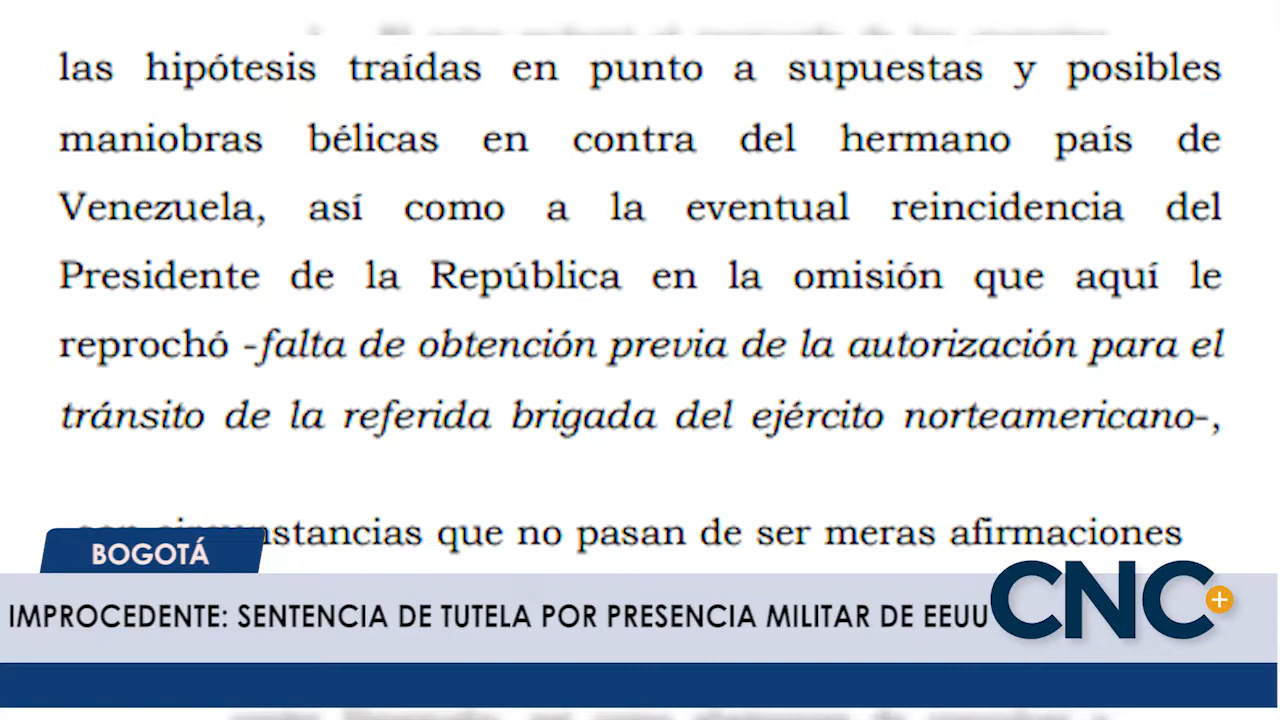 las hipótesis traídas en punto a supuestas y posibles
maniobras bélicas en contra del hermano país de
Venezuela, así como a la eventual reincidencia del
Presidente de la República en la omisión que aquí le
reprochó -falta de obtención previa de la autorización para el
tránsito de la referida brigada del ejército norteamericano-,
circunstancias que no pasan de ser meras afirmaciones
BOGOTÁ
IMPROCEDENTE: SENTENCIA DE TUTELA POR PRESENCIA MILITAR DE EEUU
CNC+